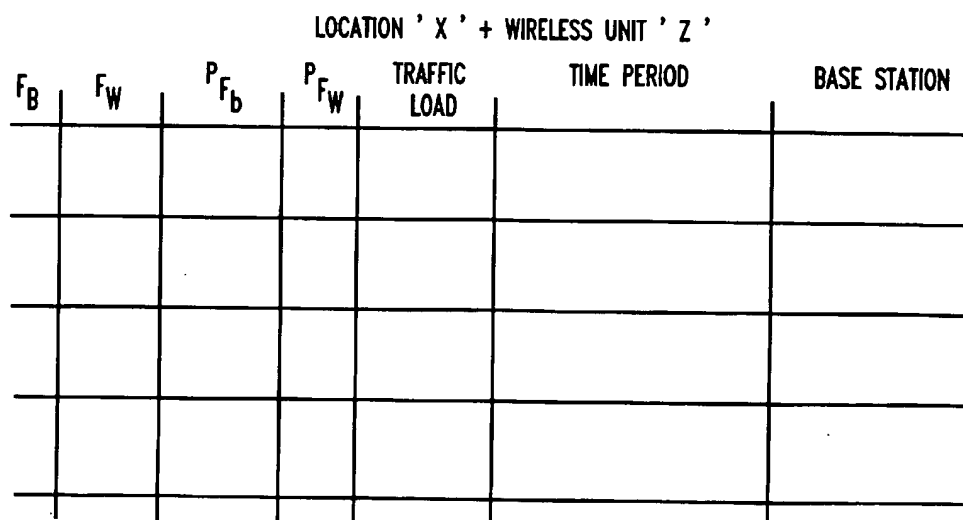 LOCATION ' X ' + WIRELESS UNIT ' Z '
F_B F_W P_F_b P_F_W TRAFFIC LOAD TIME PERIOD BASE STATION